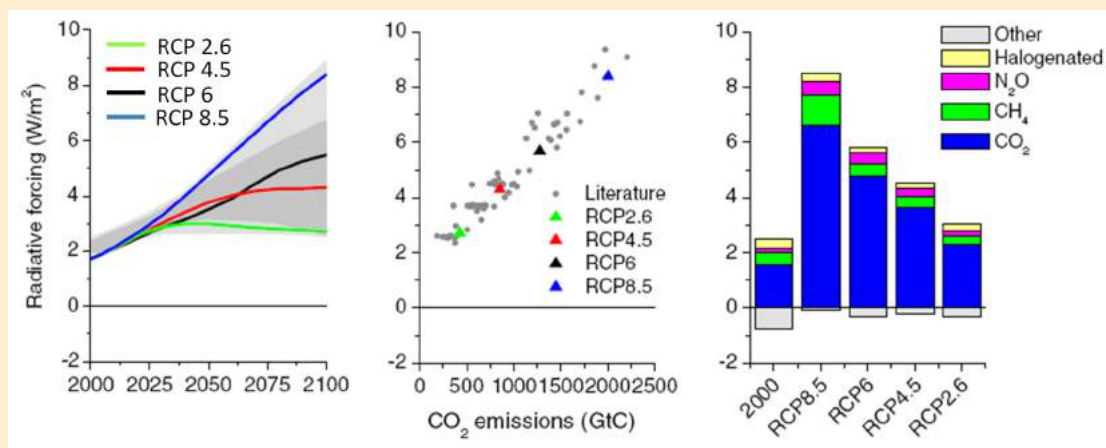 Radiative forcing (W/m²)
10
8
6
4
2
0
-2
2000 2025 2050 2075 2100
RCP 2.6
RCP 4.5
RCP 6
RCP 8.5
10
8
6
4
2
0
-2
0 500 1000 1500 2000 2500
CO₂ emissions (GtC)
Literature
RCP2.6
RCP4.5
RCP6
RCP8.5
10
8
6
4
2
0
-2
2000
RCP8.5
RCP6
RCP4.5
RCP2.6
Other
Halogenated
N₂O
CH₄
CO₂